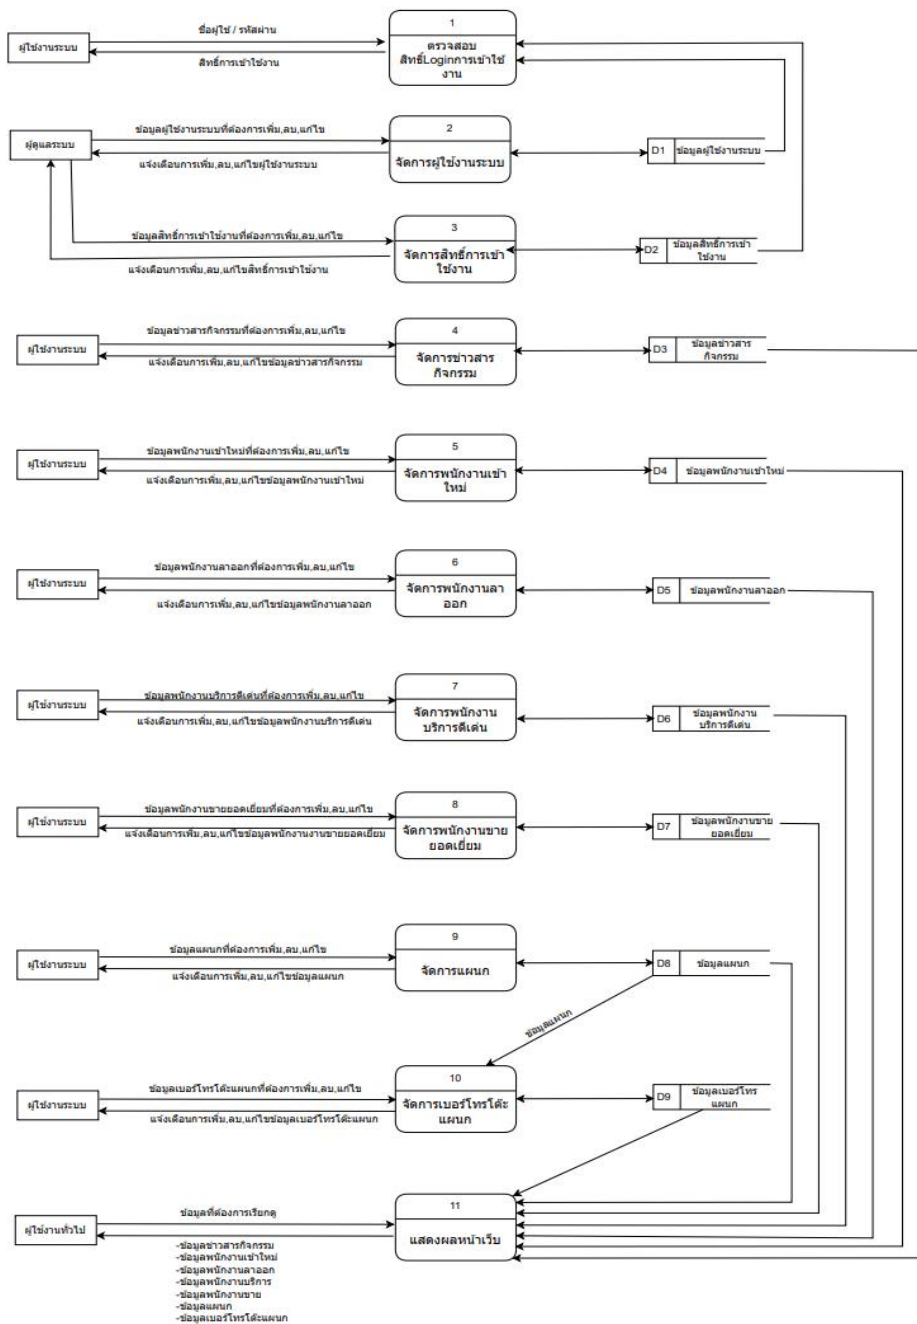 1
ชื่อผู้ใช้ / รหัสผ่าน
ผู้ใช้งานระบบ
ตรวจสอบ
สิทธิ์Loginการเข้าใช้
งาน
สิทธิ์การเข้าใช้งาน
2
ข้อมูลผู้ใช้งานระบบที่ต้องการเพิ่ม,ลบ,แก้ไข
ผู้ดูแลระบบ
จัดการผู้ใช้งานระบบ
D1 ข้อมูลผู้ใช้งานระบบ
แจ้งเตือนการเพิ่ม,ลบ,แก้ไขผู้ใช้งานระบบ
3
ข้อมูลสิทธิ์การเข้าใช้งานที่ต้องการเพิ่ม,ลบ,แก้ไข
จัดการสิทธิ์การเข้า
ใช้งาน
D2 ข้อมูลสิทธิ์การเข้า
ใช้งาน
แจ้งเตือนการเพิ่ม,ลบ,แก้ไขสิทธิ์การเข้าใช้งาน
4
ข้อมูลข่าวสารกิจกรรมที่ต้องการเพิ่ม,ลบ,แก้ไข
ผู้ใช้งานระบบ
จัดการข่าวสาร
กิจกรรม
D3 ข้อมูลข่าวสาร
กิจกรรม
แจ้งเตือนการเพิ่ม,ลบ,แก้ไขข้อมูลข่าวสารกิจกรรม
5
ข้อมูลพนักงานเข้าใหม่ที่ต้องการเพิ่ม,ลบ,แก้ไข
ผู้ใช้งานระบบ
จัดการพนักงานเข้า
ใหม่
D4 ข้อมูลพนักงานเข้าใหม่
แจ้งเตือนการเพิ่ม,ลบ,แก้ไขข้อมูลพนักงานเข้าใหม่
6
ข้อมูลพนักงานลาออกที่ต้องการเพิ่ม,ลบ,แก้ไข
ผู้ใช้งานระบบ
จัดการพนักงานลา
ออก
D5 ข้อมูลพนักงานลาออก
แจ้งเตือนการเพิ่ม,ลบ,แก้ไขข้อมูลพนักงานลาออก
7
ข้อมูลพนักงานบริการดีเด่นที่ต้องการเพิ่ม,ลบ,แก้ไข
ผู้ใช้งานระบบ
จัดการพนักงาน
บริการดีเด่น
D6 ข้อมูลพนักงาน
บริการดีเด่น
แจ้งเตือนการเพิ่ม,ลบ,แก้ไขข้อมูลพนักงานบริการดีเด่น
8
ข้อมูลพนักงานขายยอดเยี่ยมที่ต้องการเพิ่ม,ลบ,แก้ไข
ผู้ใช้งานระบบ
จัดการพนักงานขาย
ยอดเยี่ยม
D7 ข้อมูลพนักงานขาย
ยอดเยี่ยม
แจ้งเตือนการเพิ่ม,ลบ,แก้ไขข้อมูลพนักงานงานขายยอดเยี่ยม
9
ข้อมูลแผนกที่ต้องการเพิ่ม,ลบ,แก้ไข
ผู้ใช้งานระบบ
จัดการแผนก
D8 ข้อมูลแผนก
แจ้งเตือนการเพิ่ม,ลบ,แก้ไขข้อมูลแผนก
ข้อมูลแผนก
10
ข้อมูลเบอร์โทรโต๊ะแผนกที่ต้องการเพิ่ม,ลบ,แก้ไข
ผู้ใช้งานระบบ
จัดการเบอร์โทรโต๊ะ
แผนก
D9 ข้อมูลเบอร์โทร
แผนก
แจ้งเตือนการเพิ่ม,ลบ,แก้ไขข้อมูลเบอร์โทรโต๊ะแผนก
11
ข้อมูลที่ต้องการเรียกดู
ผู้ใช้งานทั่วไป
แสดงผลหน้าเว็บ
-ข้อมูลข่าวสารกิจกรรม
-ข้อมูลพนักงานเข้าใหม่
-ข้อมูลพนักงานลาออก
-ข้อมูลพนักงานบริการ
-ข้อมูลพนักงานขาย
-ข้อมูลแผนก
-ข้อมูลเบอร์โทรโต๊ะแผนก